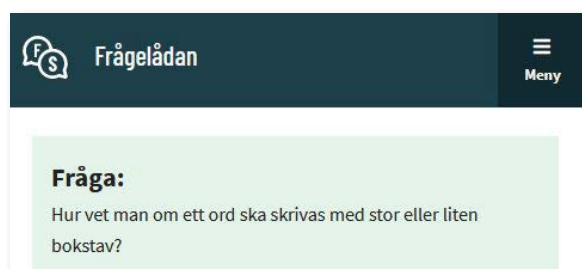 F
S
Frågelådan
Meny
Fråga:
Hur vet man om ett ord ska skrivas med stor eller liten
bokstav?